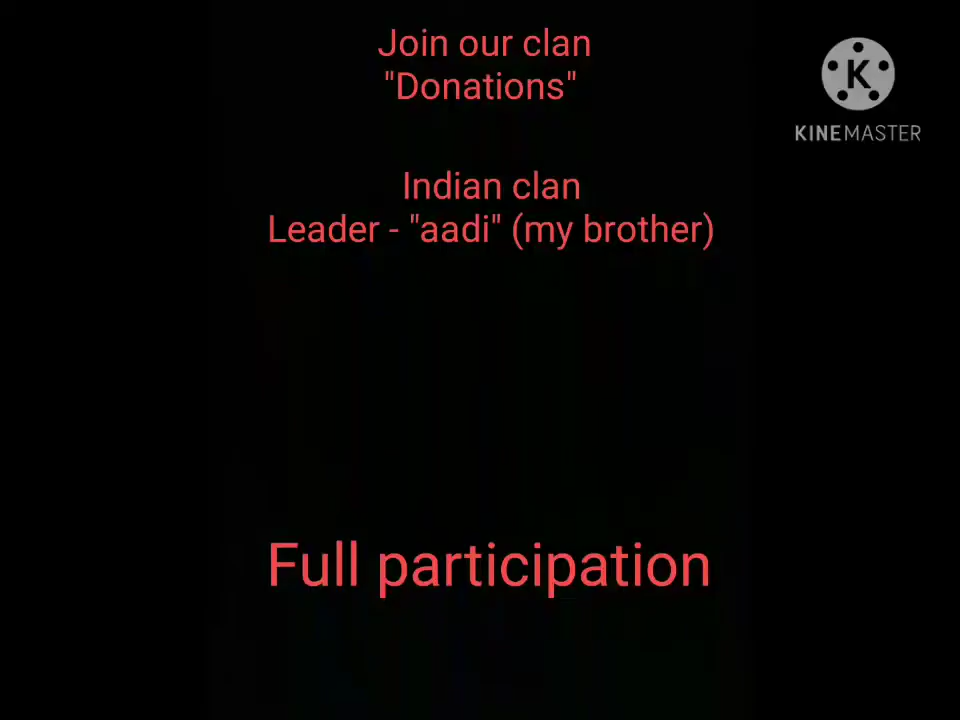 Join our clan
"Donations"
K
KINEMASTER
Indian clan
Leader - "aadi" (my brother)
Full participation